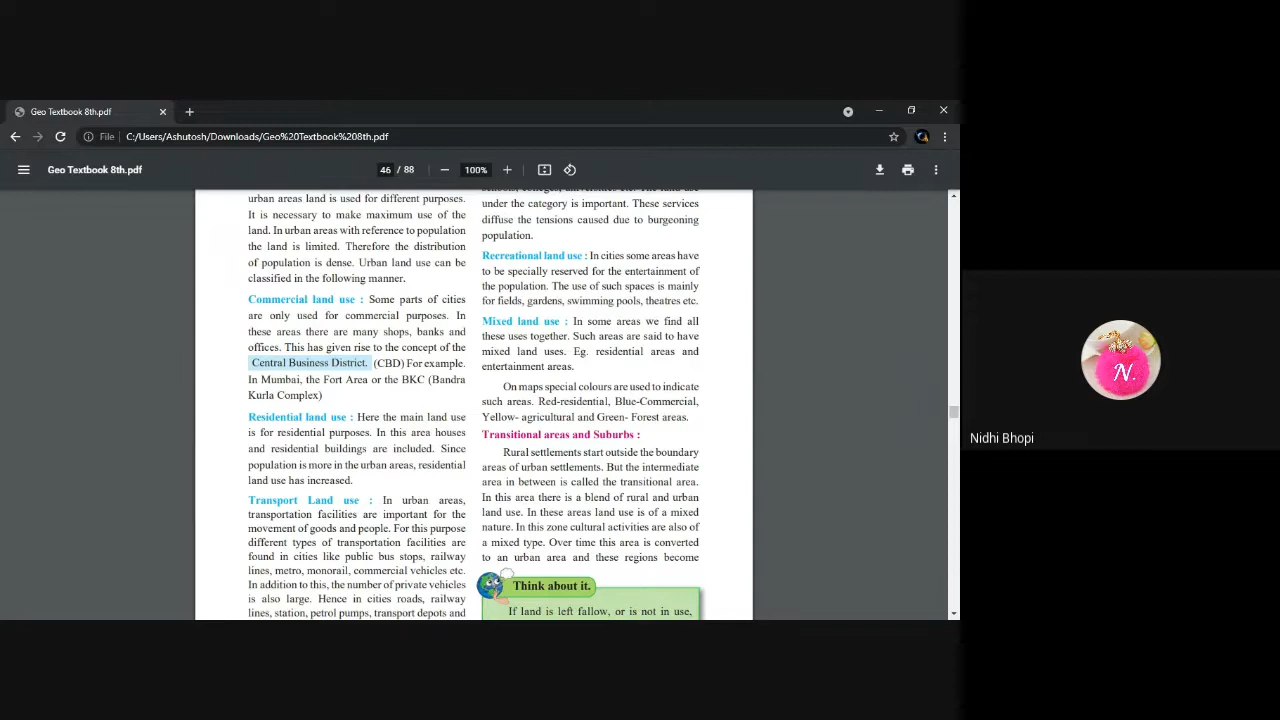 Geo Textbook 8th.pdf
File
C:/Users/Ashutosh/Downloads/Geo%20Textbook%208th.pdf
Geo Textbook 8th.pdf
46 / 88
100%
urban areas land is used for different purposes.
It is necessary to make maximum use of the
land. In urban areas with reference to population
the land is limited. Therefore the distribution
of population is dense. Urban land use can be
classified in the following manner.
Commercial land use : Some parts of cities
are only used for commercial purposes. In
these areas there are many shops, banks and
offices. This has given rise to the concept of the
Central Business District. (CBD) For example.
In Mumbai, the Fort Area or the BKC (Bandra
Kurla Complex)
Residential land use : Here the main land use
is for residential purposes. In this area houses
and residential buildings are included. Since
population is more in the urban areas, residential
land use has increased.
Transport Land use : In urban areas,
transportation facilities are important for the
movement of goods and people. For this purpose
different types of transportation facilities are
found in cities like public bus stops, railway
lines, metro, monorail, commercial vehicles etc.
In addition to this, the number of private vehicles
is also large. Hence in cities roads, railway
lines, station, petrol pumps, transport depots and
schools, colleges, universities etc. The land use
under the category is important. These services
diffuse the tensions caused due to burgeoning
population.
Recreational land use : In cities some areas have
to be specially reserved for the entertainment of
the population. The use of such spaces is mainly
for fields, gardens, swimming pools, theatres etc.
Mixed land use : In some areas we find all
these uses together. Such areas are said to have
mixed land uses. Eg. residential areas and
entertainment areas.
On maps special colours are used to indicate
such areas. Red-residential, Blue-Commercial,
Yellow- agricultural and Green- Forest areas.
Transitional areas and Suburbs :
Rural settlements start outside the boundary
areas of urban settlements. But the intermediate
area in between is called the transitional area.
In this area there is a blend of rural and urban
land use. In these areas land use is of a mixed
nature. In this zone cultural activities are also of
a mixed type. Over time this area is converted
to an urban area and these regions become
Think about it.
If land is left fallow, or is not in use,
N.
Nidhi Bhopi